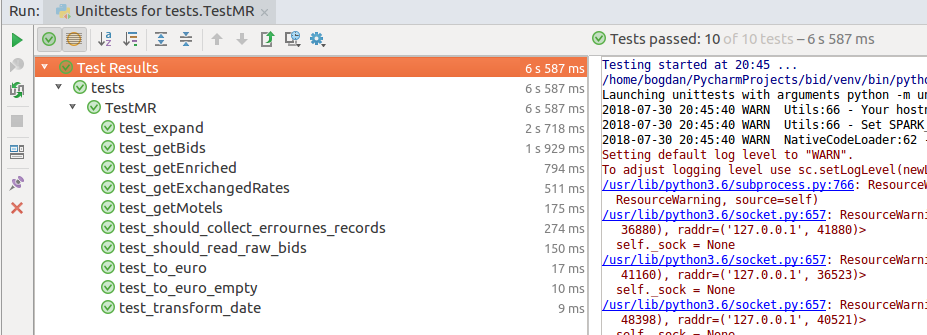 Run: Unittests for tests.TestMR
Tests passed: 10 of 10 tests – 6 s 587 ms
Test Results 6 s 587 ms
tests 6 s 587 ms
TestMR 6 s 587 ms
test_expand 2 s 718 ms
test_getBids 1 s 929 ms
test_getEnriched 794 ms
test_getExchangedRates 511 ms
test_getMotels 175 ms
test_should_collect_errournes_records 274 ms
test_should_read_raw_bids 150 ms
test_to_euro 17 ms
test_to_euro_empty 10 ms
test_transform_date 9 ms
Testing started at 20:45 ...
/home/bogdan/PycharmProjects/bid/venv/bin/pytho
Launching unittests with arguments python -m un
2018-07-30 20:45:40 WARN  Utils:66 - Your hostn
2018-07-30 20:45:40 WARN  Utils:66 - Set SPARK_
2018-07-30 20:45:40 WARN  NativeCodeLoader:62 -
Setting default log level to "WARN".
To adjust logging level use sc.setLogLevel(newL
/usr/lib/python3.6/subprocess.py:766: ResourceW
ResourceWarning, source=self)
/usr/lib/python3.6/socket.py:657: ResourceWarni
36880), raddr=('127.0.0.1', 41880)>
self._sock = None
/usr/lib/python3.6/socket.py:657: ResourceWarni
41160), raddr=('127.0.0.1', 36523)>
self._sock = None
/usr/lib/python3.6/socket.py:657: ResourceWarni
48398), raddr=('127.0.0.1', 40521)>
self._sock = None